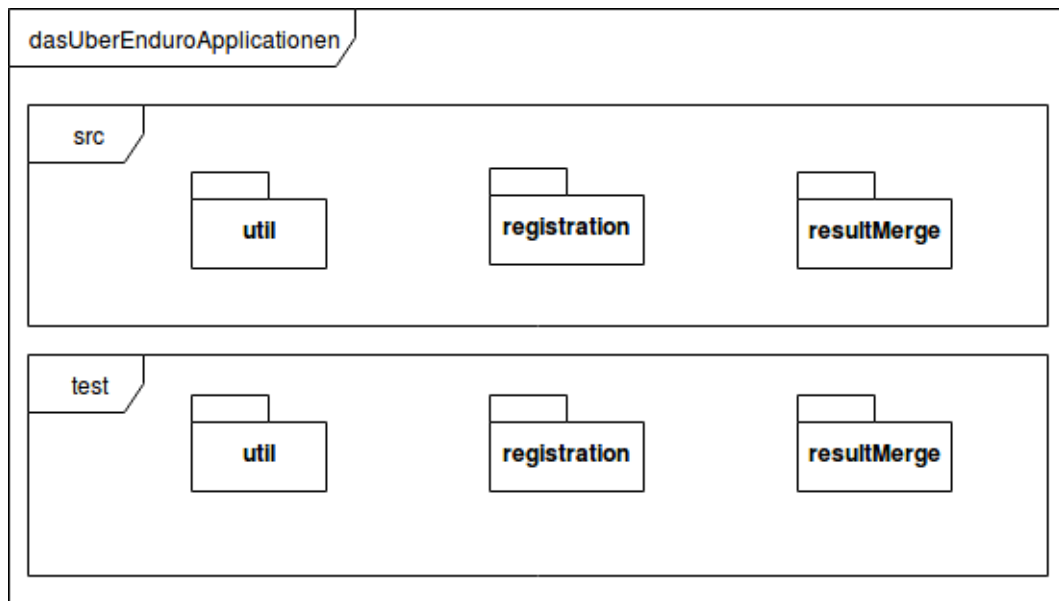 dasUberEnduroApplicationen
src
util
registration
resultMerge
test
util
registration
resultMerge